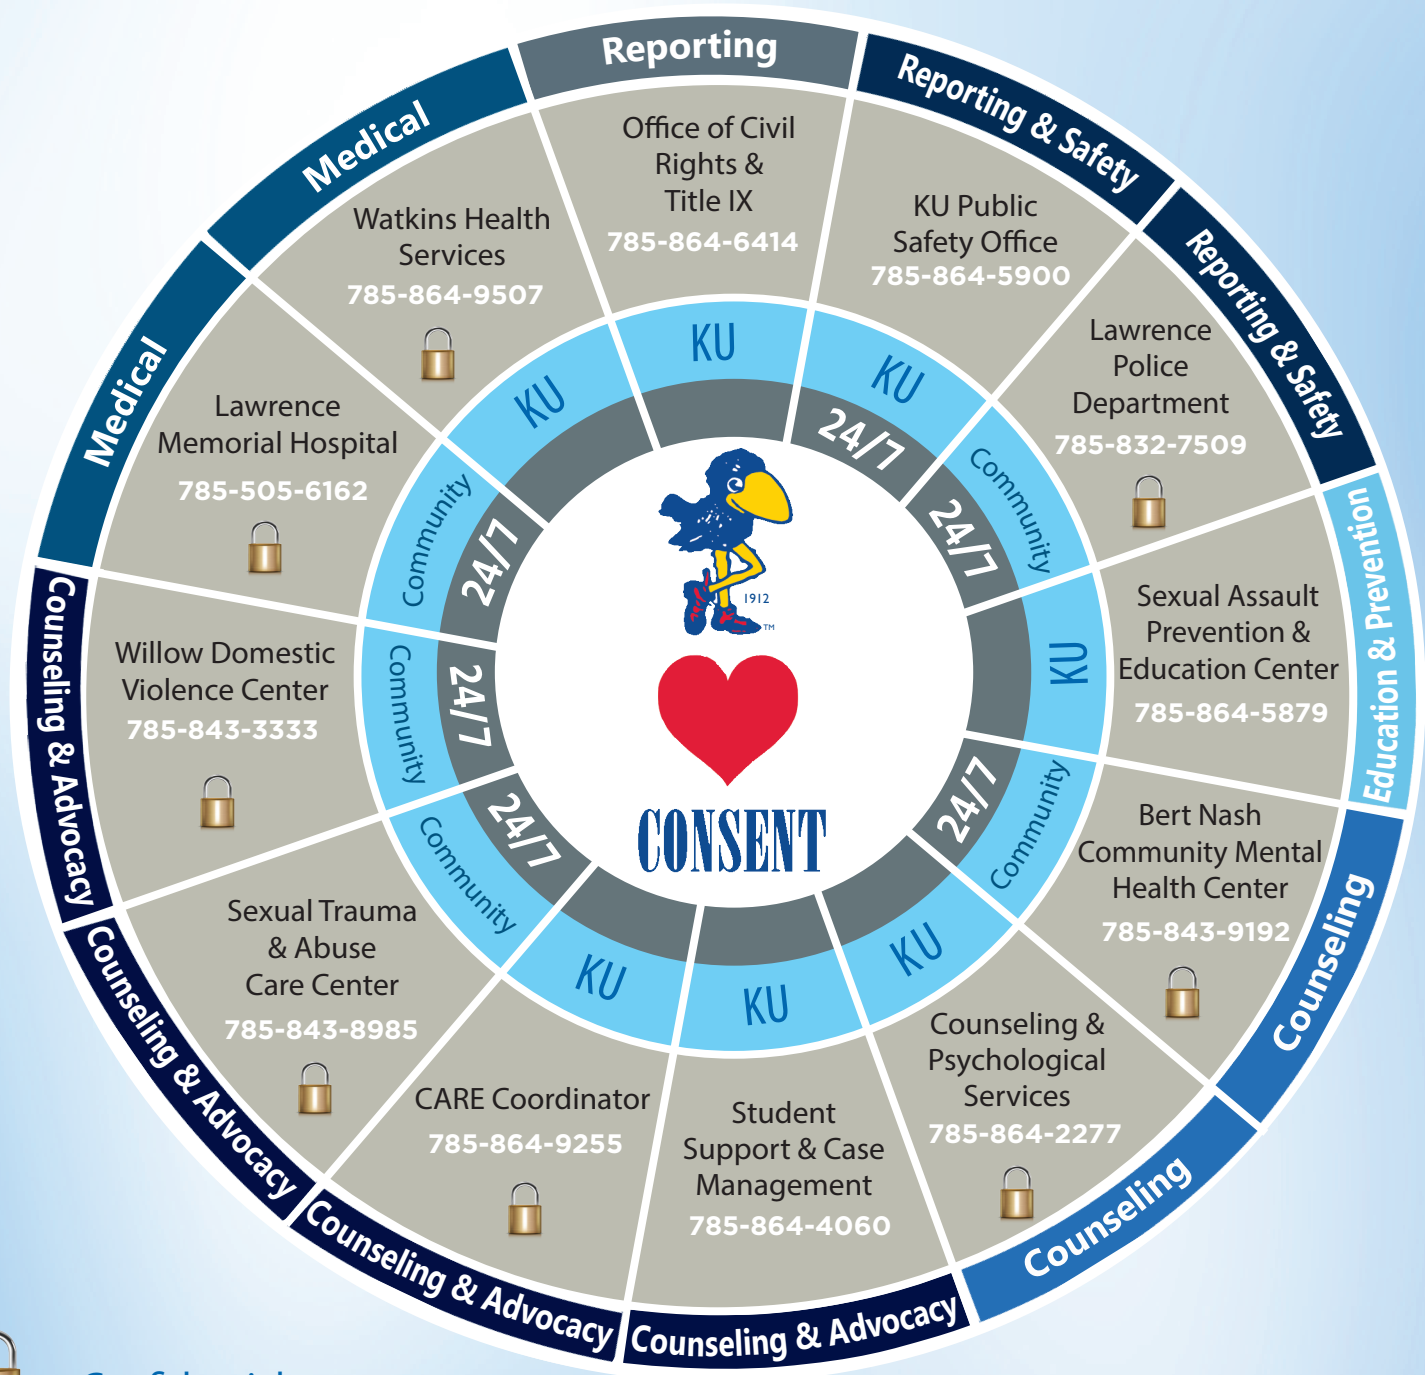 Reporting
Office of Civil
Rights &
Title IX
785-864-6414
KU
Reporting & Safety
KU Public
Safety Office
785-864-5900
KU
24/7
Reporting & Safety
Lawrence
Police
Department
785-832-7509
Community
24/7
Education & Prevention
Sexual Assault
Prevention &
Education Center
785-864-5879
KU
Counseling
Bert Nash
Community Mental
Health Center
785-843-9192
Community
24/7
Counseling
Counseling &
Psychological
Services
785-864-2277
KU
Counseling & Advocacy
Student
Support & Case
Management
785-864-4060
KU
Counseling & Advocacy
CARE Coordinator
785-864-9255
KU
Counseling & Advocacy
Sexual Trauma
& Abuse
Care Center
785-843-8985
Community
24/7
Counseling & Advocacy
Willow Domestic
Violence Center
785-843-3333
Community
24/7
Medical
Lawrence
Memorial Hospital
785-505-6162
Community
24/7
Medical
Watkins Health
Services
785-864-9507
KU
1912
TM
CONSENT